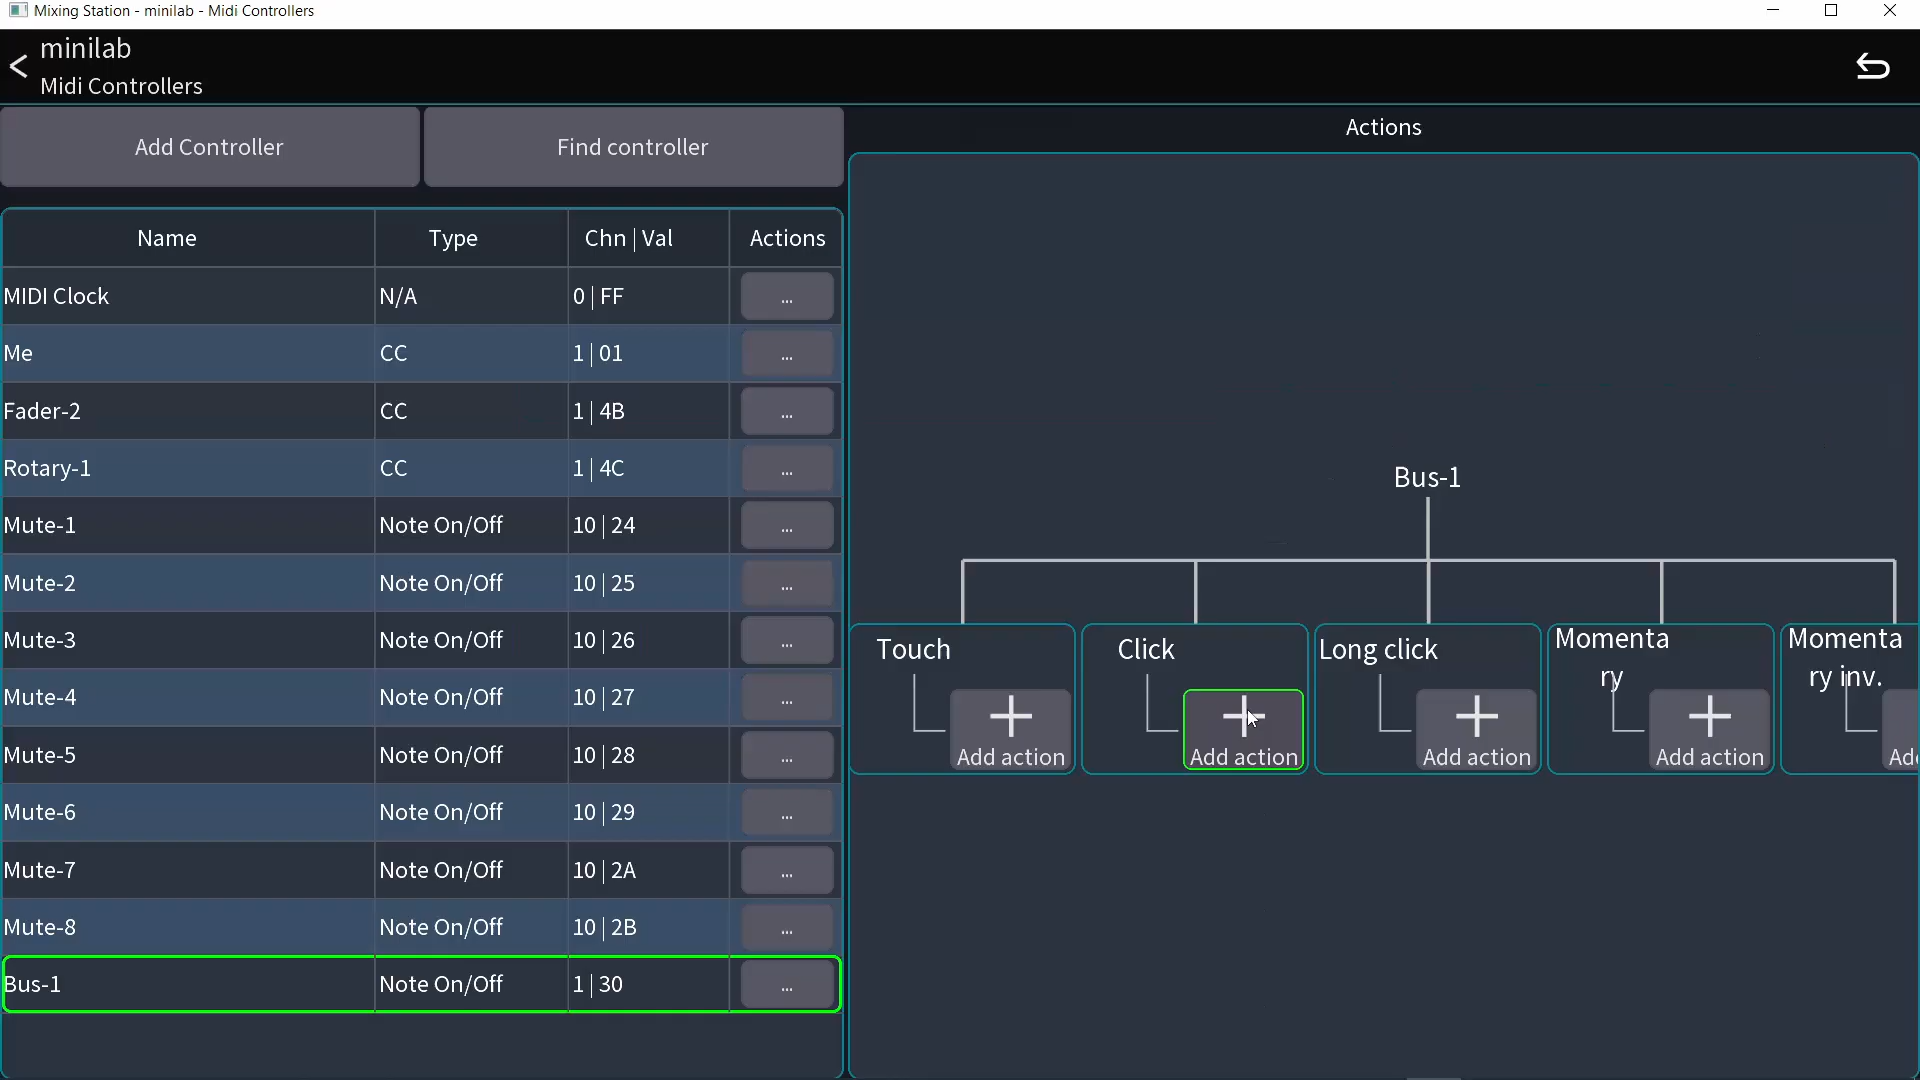 Mixing Station - minilab - Midi Controllers
minilab
Midi Controllers
Add Controller
Find controller
Name Type Chn | Val Actions
MIDI Clock N/A 0 | FF ...
Me CC 1 | 01 ...
Fader-2 CC 1 | 4B ...
Rotary-1 CC 1 | 4C ...
Mute-1 Note On/Off 10 | 24 ...
Mute-2 Note On/Off 10 | 25 ...
Mute-3 Note On/Off 10 | 26 ...
Mute-4 Note On/Off 10 | 27 ...
Mute-5 Note On/Off 10 | 28 ...
Mute-6 Note On/Off 10 | 29 ...
Mute-7 Note On/Off 10 | 2A ...
Mute-8 Note On/Off 10 | 2B ...
Bus-1 Note On/Off 1 | 30 ...
Actions
Bus-1
Touch
Add action
Click
Add action
Long click
Add action
Momenta
ry
Add action
Momenta
ry inv.